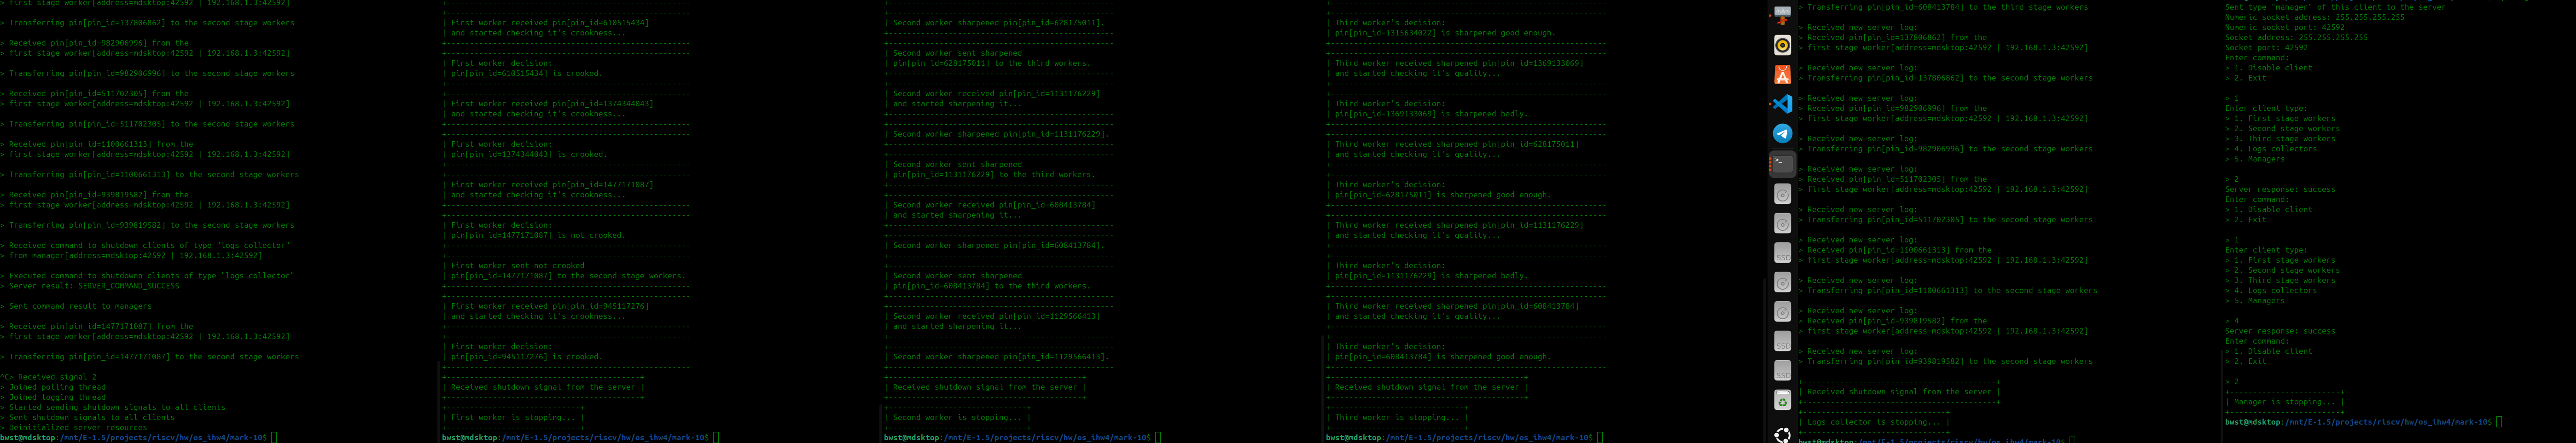 > first stage worker[address=mdsktop:42592 | 192.168.1.3:42592]
> Transferring pin[pin_id=137806862] to the second stage workers
> Received pin[pin_id=982906996] from the
> first stage worker[address=mdsktop:42592 | 192.168.1.3:42592]
> Transferring pin[pin_id=982906996] to the second stage workers
> Received pin[pin_id=511702305] from the
> first stage worker[address=mdsktop:42592 | 192.168.1.3:42592]
> Transferring pin[pin_id=511702305] to the second stage workers
> Received pin[pin_id=1100661313] from the
> first stage worker[address=mdsktop:42592 | 192.168.1.3:42592]
> Transferring pin[pin_id=1100661313] to the second stage workers
> Received pin[pin_id=939819582] from the
> first stage worker[address=mdsktop:42592 | 192.168.1.3:42592]
> Transferring pin[pin_id=939819582] to the second stage workers
> Received command to shutdown clients of type "logs collector"
> from manager[address=mdsktop:42592 | 192.168.1.3:42592]
> Executed command to shutdownn clients of type "logs collector"
> Server result: SERVER_COMMAND_SUCCESS
> Sent command result to managers
> Received pin[pin_id=1477171087] from the
> first stage worker[address=mdsktop:42592 | 192.168.1.3:42592]
> Transferring pin[pin_id=1477171087] to the second stage workers
^C> Received signal 2
> Joined polling thread
> Joined logging thread
> Started sending shutdown signals to all clients
> Sent shutdown signals to all clients
> Deinitialized server resources
bwst@mdsktop:/mnt/E-1.5/projects/riscv/hw/os_ihw4/mark-10$
| First worker received pin[pin_id=610515434]
| and started checking it's crookness...
| First worker decision:
| pin[pin_id=610515434] is crooked.
| First worker received pin[pin_id=1374344043]
| and started checking it's crookness...
| First worker decision:
| pin[pin_id=1374344043] is crooked.
| First worker received pin[pin_id=1477171087]
| and started checking it's crookness...
| First worker decision:
| pin[pin_id=1477171087] is not crooked.
| First worker sent not crooked
| pin[pin_id=1477171087] to the second stage workers.
| First worker received pin[pin_id=945117276]
| and started checking it's crookness...
| First worker decision:
| pin[pin_id=945117276] is crooked.
| Received shutdown signal from the server |
| First worker is stopping... |
bwst@mdsktop:/mnt/E-1.5/projects/riscv/hw/os_ihw4/mark-10$
| Second worker sharpened pin[pin_id=628175011].
| Second worker sent sharpened
| pin[pin_id=628175011] to the third workers.
| Second worker received pin[pin_id=1131176229]
| and started sharpening it...
| Second worker sharpened pin[pin_id=1131176229].
| Second worker sent sharpened
| pin[pin_id=1131176229] to the third workers.
| Second worker received pin[pin_id=608413784]
| and started sharpening it...
| Second worker sharpened pin[pin_id=608413784].
| Second worker sent sharpened
| pin[pin_id=608413784] to the third workers.
| Second worker received pin[pin_id=1129566413]
| and started sharpening it...
| Second worker sharpened pin[pin_id=1129566413].
| Received shutdown signal from the server |
| Second worker is stopping... |
bwst@mdsktop:/mnt/E-1.5/projects/riscv/hw/os_ihw4/mark-10$
| Third worker's decision:
| pin[pin_id=1315634022] is sharpened good enough.
| Third worker received sharpened pin[pin_id=1369133069]
| and started checking it's quality...
| Third worker's decision:
| pin[pin_id=1369133069] is sharpened badly.
| Third worker received sharpened pin[pin_id=628175011]
| and started checking it's quality...
| Third worker's decision:
| pin[pin_id=628175011] is sharpened good enough.
| Third worker received sharpened pin[pin_id=1131176229]
| and started checking it's quality...
| Third worker's decision:
| pin[pin_id=1131176229] is sharpened badly.
| Third worker received sharpened pin[pin_id=608413784]
| and started checking it's quality...
| Third worker's decision:
| pin[pin_id=608413784] is sharpened good enough.
| Received shutdown signal from the server |
| Third worker is stopping... |
bwst@mdsktop:/mnt/E-1.5/projects/riscv/hw/os_ihw4/mark-10$
SSD
SSD
SSD
SSD
> Transferring pin[pin_id=608413784] to the third stage workers
> Received new server log:
> Received pin[pin_id=137806862] from the
> first stage worker[address=mdsktop:42592 | 192.168.1.3:42592]
> Received new server log:
> Transferring pin[pin_id=137806862] to the second stage workers
> Received new server log:
> Received pin[pin_id=982906996] from the
> first stage worker[address=mdsktop:42592 | 192.168.1.3:42592]
> Received new server log:
> Transferring pin[pin_id=982906996] to the second stage workers
> Received new server log:
> Received pin[pin_id=511702305] from the
> first stage worker[address=mdsktop:42592 | 192.168.1.3:42592]
> Received new server log:
> Transferring pin[pin_id=511702305] to the second stage workers
> Received new server log:
> Received pin[pin_id=1100661313] from the
> first stage worker[address=mdsktop:42592 | 192.168.1.3:42592]
> Received new server log:
> Transferring pin[pin_id=1100661313] to the second stage workers
> Received new server log:
> Received pin[pin_id=939819582] from the
> first stage worker[address=mdsktop:42592 | 192.168.1.3:42592]
> Received new server log:
> Transferring pin[pin_id=939819582] to the second stage workers
| Received shutdown signal from the server |
| Logs collector is stopping... |
bwst@mdsktop:/mnt/E-1.5/projects/riscv/hw/os_ihw4/mark-10$
Sent type "manager" of this client to the server
Numeric socket address: 255.255.255.255
Numeric socket port: 42592
Socket address: 255.255.255.255
Socket port: 42592
Enter command:
> 1. Disable client
> 2. Exit
> 1
Enter client type:
> 1. First stage workers
> 2. Second stage workers
> 3. Third stage workers
> 4. Logs collectors
> 5. Managers
> 2
Server response: success
Enter command:
> 1. Disable client
> 2. Exit
> 1
Enter client type:
> 1. First stage workers
> 2. Second stage workers
> 3. Third stage workers
> 4. Logs collectors
> 5. Managers
> 4
Server response: success
Enter command:
> 1. Disable client
> 2. Exit
> 2
| Manager is stopping... |
bwst@mdsktop:/mnt/E-1.5/projects/riscv/hw/os_ihw4/mark-10$